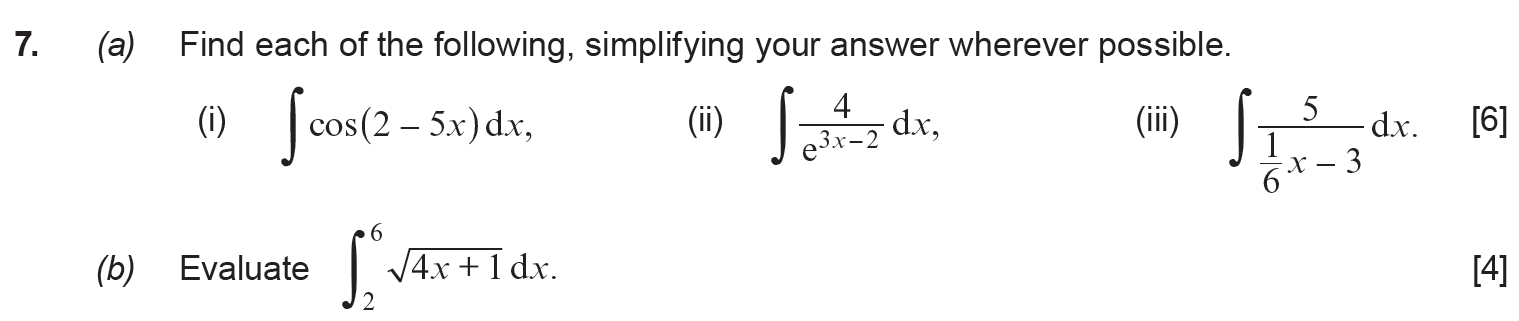 7. (a) Find each of the following, simplifying your answer wherever possible.
(i) ∫ cos(2 – 5x) dx, (ii) ∫ 4/e^(3x–2) dx, (iii) ∫ 5/(1/6 x – 3) dx. [6]
(b) Evaluate ∫₂⁶ √(4x + 1) dx. [4]